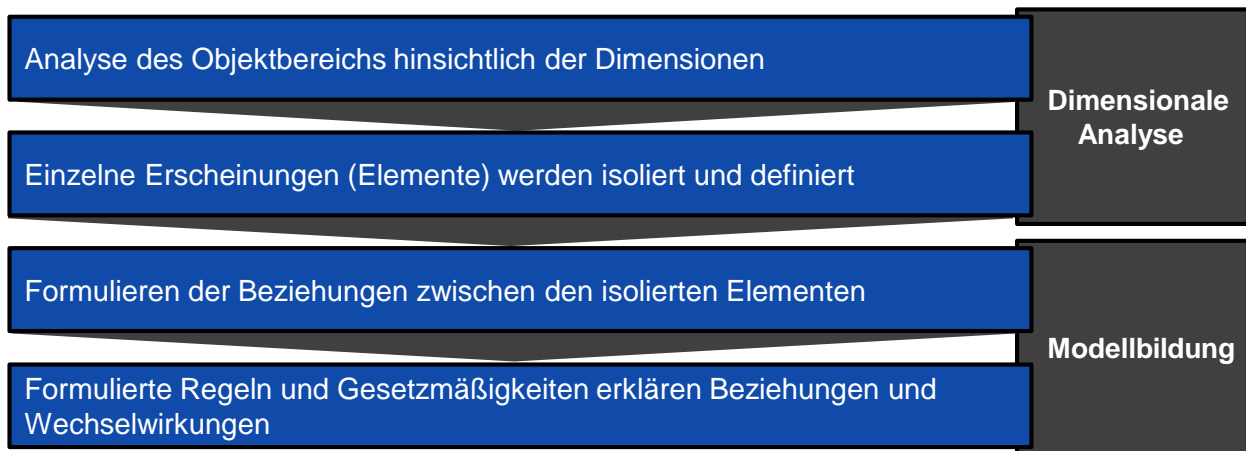 Analyse des Objektbereichs hinsichtlich der Dimensionen
Dimensionale
Analyse
Einzelne Erscheinungen (Elemente) werden isoliert und definiert
Formulieren der Beziehungen zwischen den isolierten Elementen
Modellbildung
Formulierte Regeln und Gesetzmäßigkeiten erklären Beziehungen und
Wechselwirkungen